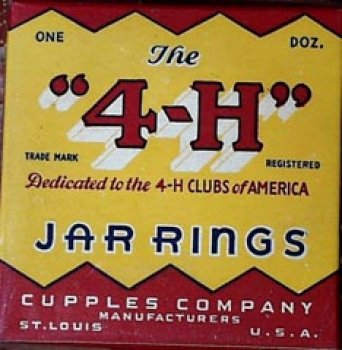 ONE DOZ.
The
"4-H"
TRADE MARK REGISTERED
Dedicated to the 4-H CLUBS of AMERICA
JAR RINGS
CUPPLES COMPANY
MANUFACTURERS
ST. LOUIS U.S.A.